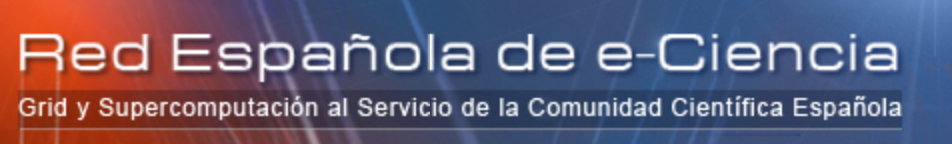 Red Española de e-Ciencia
Grid y Supercomputación al Servicio de la Comunidad Científica Española